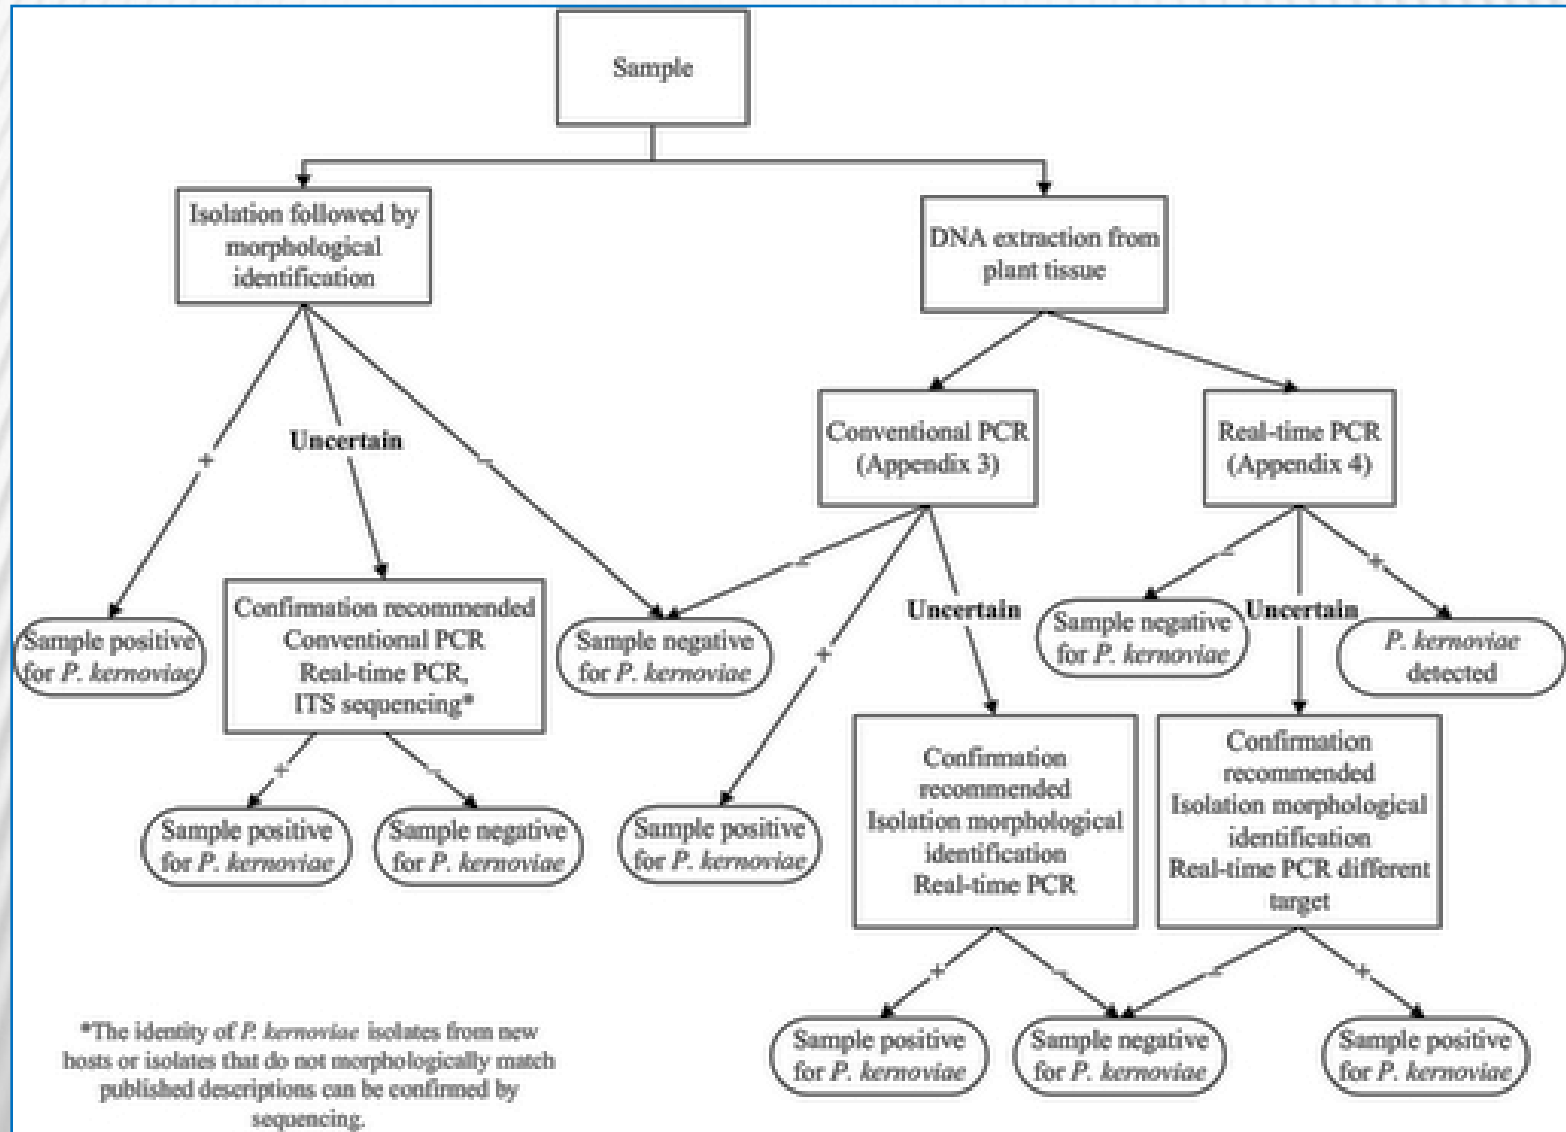 Sample
Isolation followed by
morphological
identification
DNA extraction from
plant tissue
Conventional PCR
(Appendix 3)
Real-time PCR
(Appendix 4)
+
Uncertain
–
–
+
Uncertain
–
Uncertain
+
Sample positive
for P. kernoviae
Confirmation recommended
Conventional PCR
Real-time PCR,
ITS sequencing*
Sample negative
for P. kernoviae
Sample negative
for P. kernoviae
P. kernoviae
detected
+
–
Sample positive
for P. kernoviae
Sample negative
for P. kernoviae
Sample positive
for P. kernoviae
Confirmation
recommended
Isolation morphological
identification
Real-time PCR
Confirmation
recommended
Isolation morphological
identification
Real-time PCR different
target
+
–
–
+
Sample positive
for P. kernoviae
Sample negative
for P. kernoviae
Sample positive
for P. kernoviae
*The identity of P. kernoviae isolates from new
hosts or isolates that do not morphologically match
published descriptions can be confirmed by
sequencing.